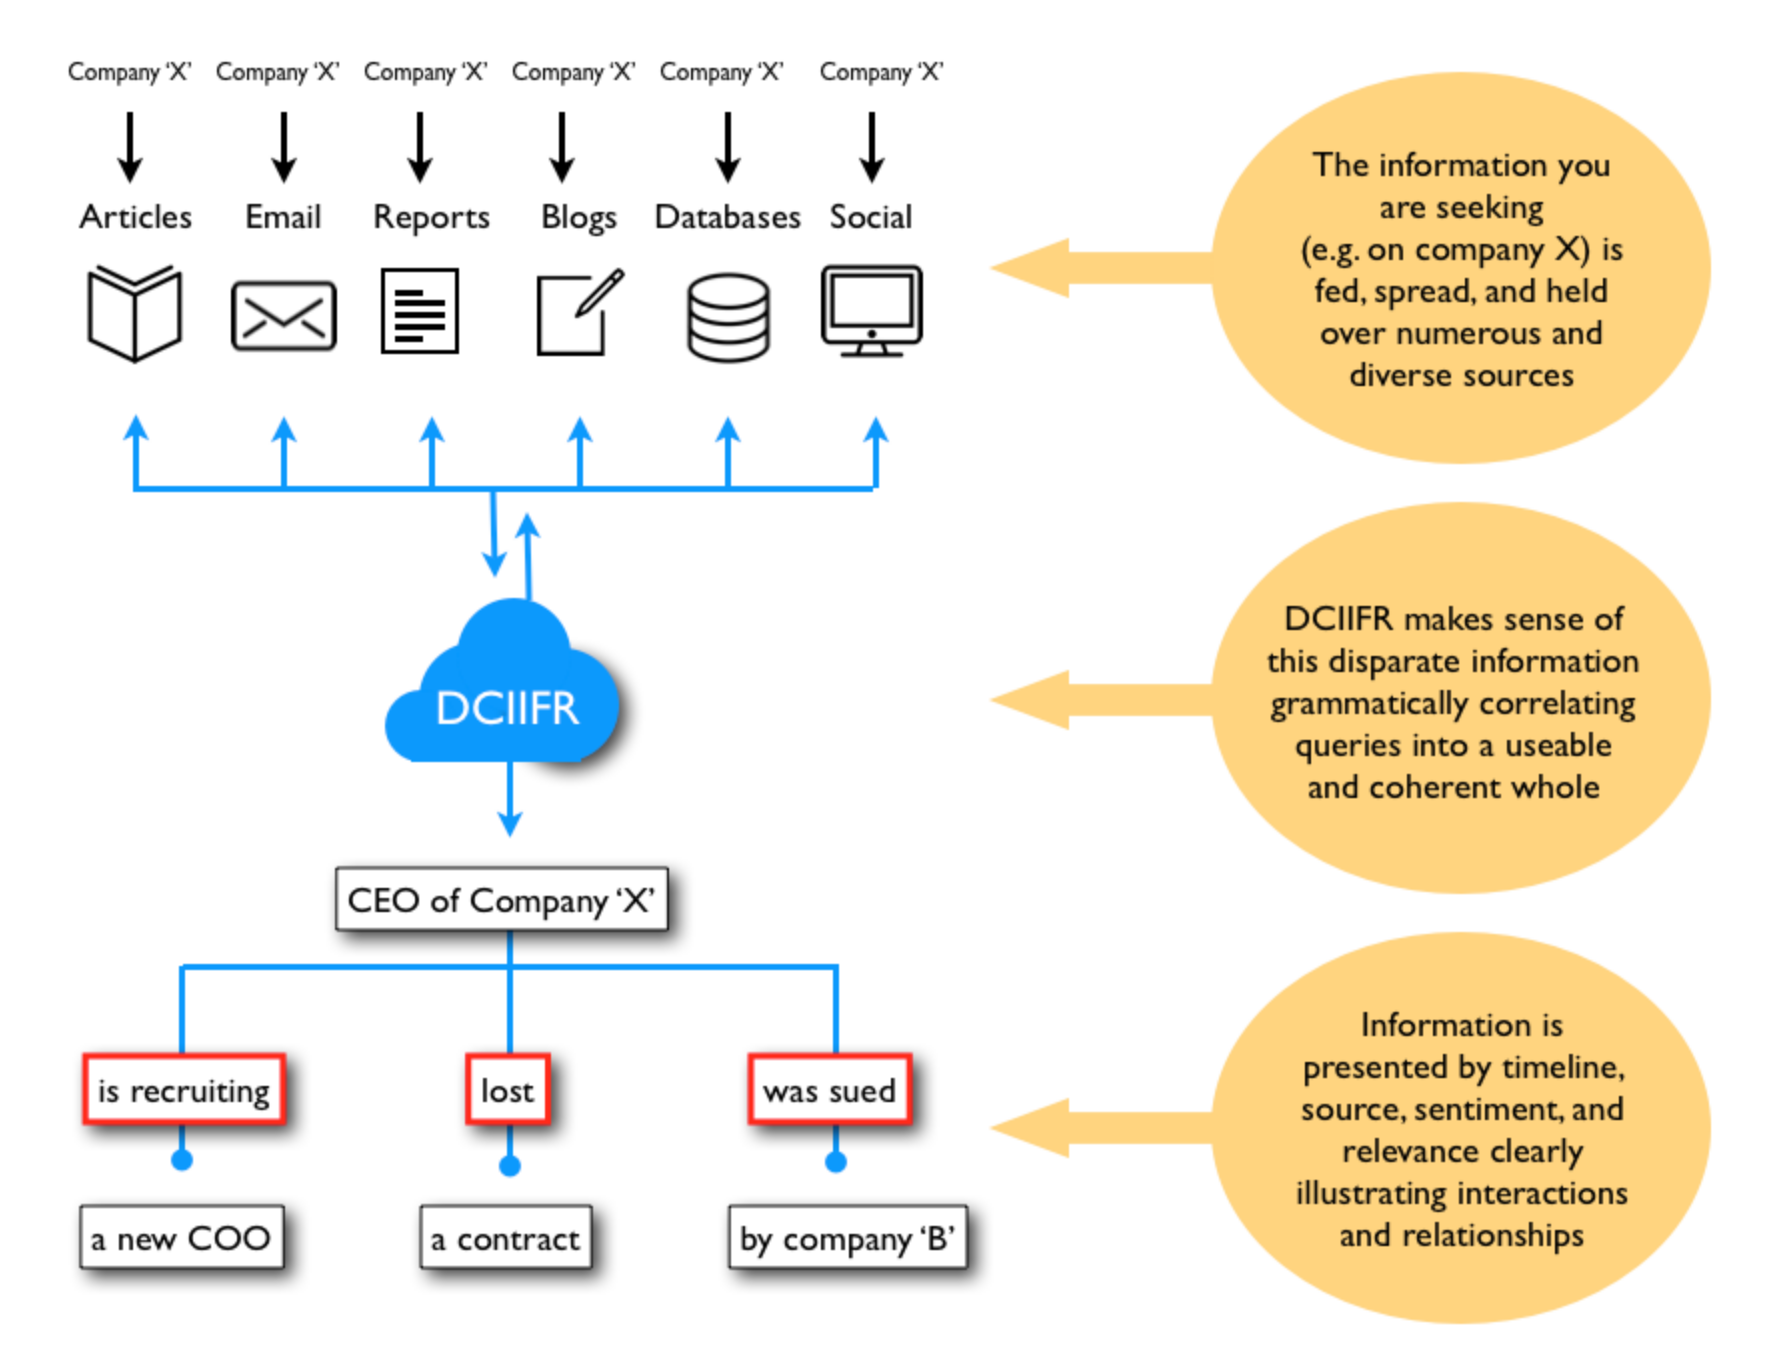 Company ‘X’ Company ‘X’ Company ‘X’ Company ‘X’ Company ‘X’ Company ‘X’
Articles Email Reports Blogs Databases Social
The information you
are seeking
(e.g. on company X) is
fed, spread, and held
over numerous and
diverse sources
DCIIFR
DCIIFR makes sense of
this disparate information
grammatically correlating
queries into a useable
and coherent whole
CEO of Company ‘X’
is recruiting lost was sued
a new COO a contract by company ‘B’
Information is
presented by timeline,
source, sentiment, and
relevance clearly
illustrating interactions
and relationships